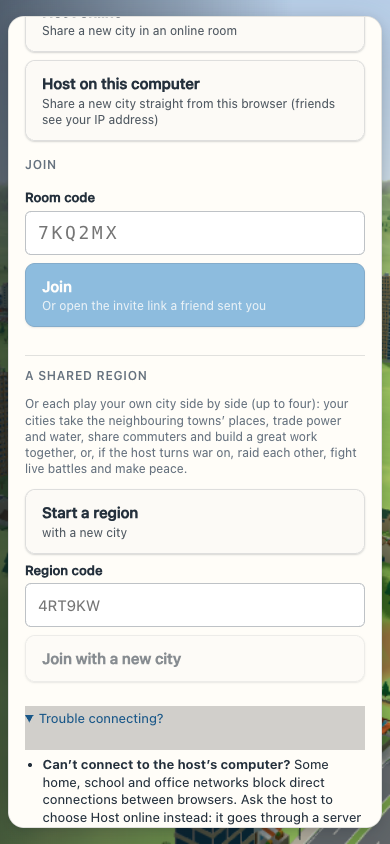 Share a new city in an online room
Host on this computer
Share a new city straight from this browser (friends
see your IP address)
JOIN
Room code
7KQ2MX
Join
Or open the invite link a friend sent you
A SHARED REGION
Or each play your own city side by side (up to four): your
cities take the neighbouring towns’ places, trade power
and water, share commuters and build a great work
together, or, if the host turns war on, raid each other, fight
live battles and make peace.
Start a region
with a new city
Region code
4RT9KW
Join with a new city
▼ Trouble connecting?
• Can’t connect to the host’s computer? Some
home, school and office networks block direct
connections between browsers. Ask the host to
choose Host online instead: it goes through a server